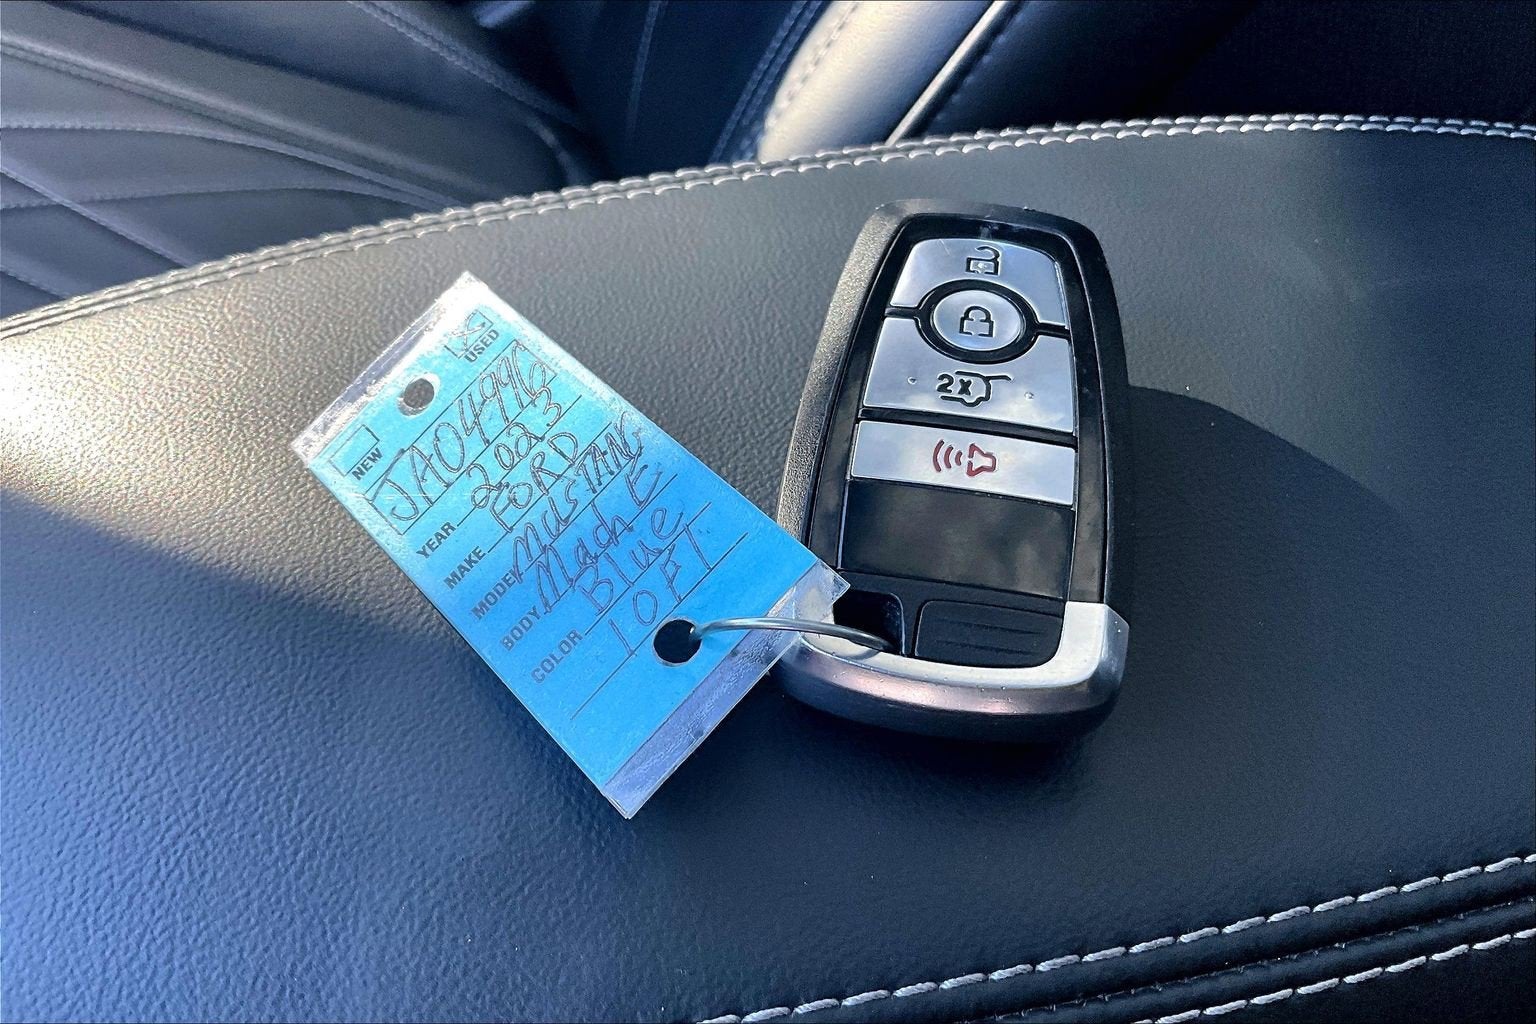 NEW
USED
JA04996
YEAR 2023
MAKE FORD
MODEL MUSTANG
BODY Mach E
COLOR Blue
1 OF 1
2X